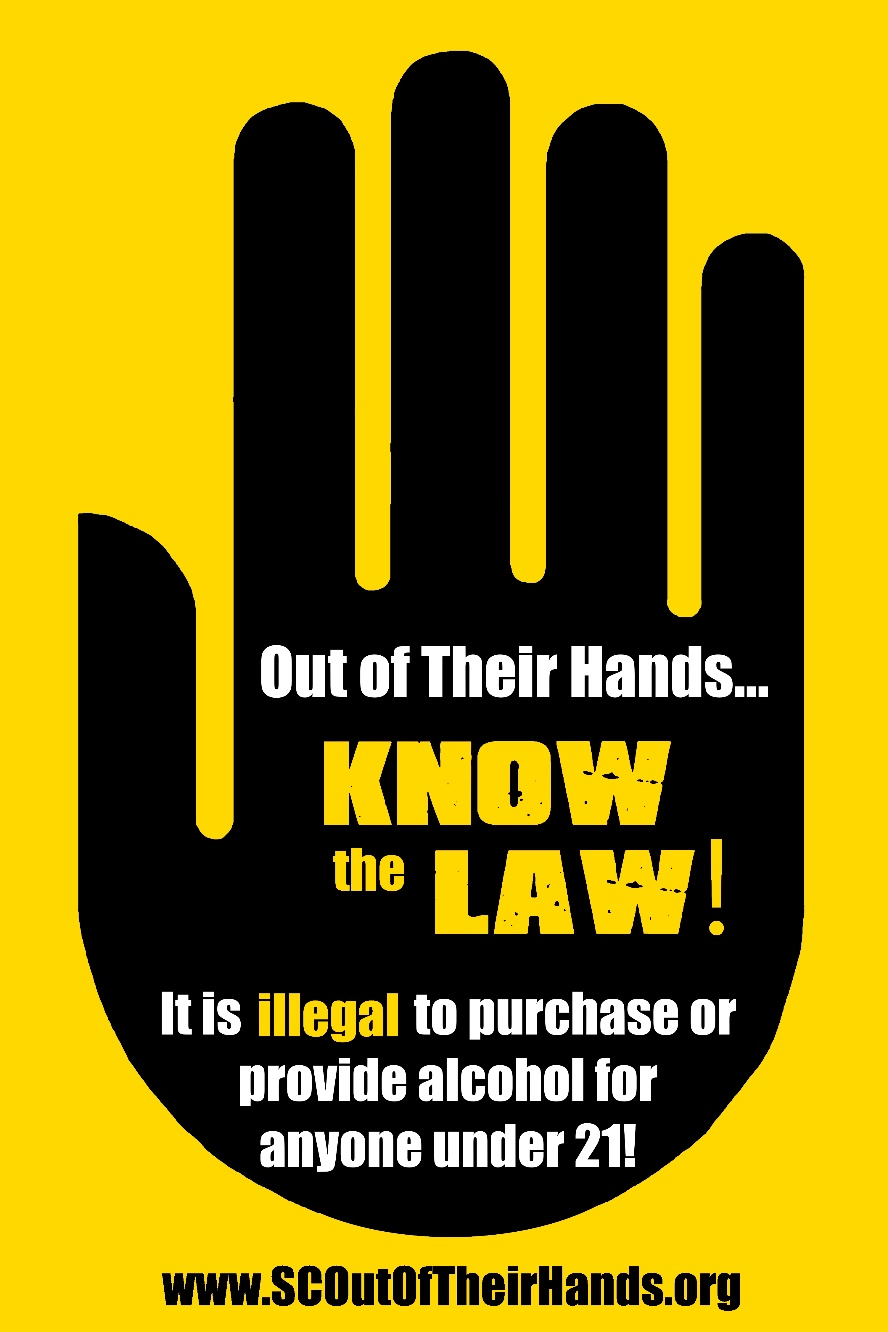 Out of Their Hands...
KNOW
the LAW!
It is illegal to purchase or
provide alcohol for
anyone under 21!
www.SCOutOfTheirHands.org